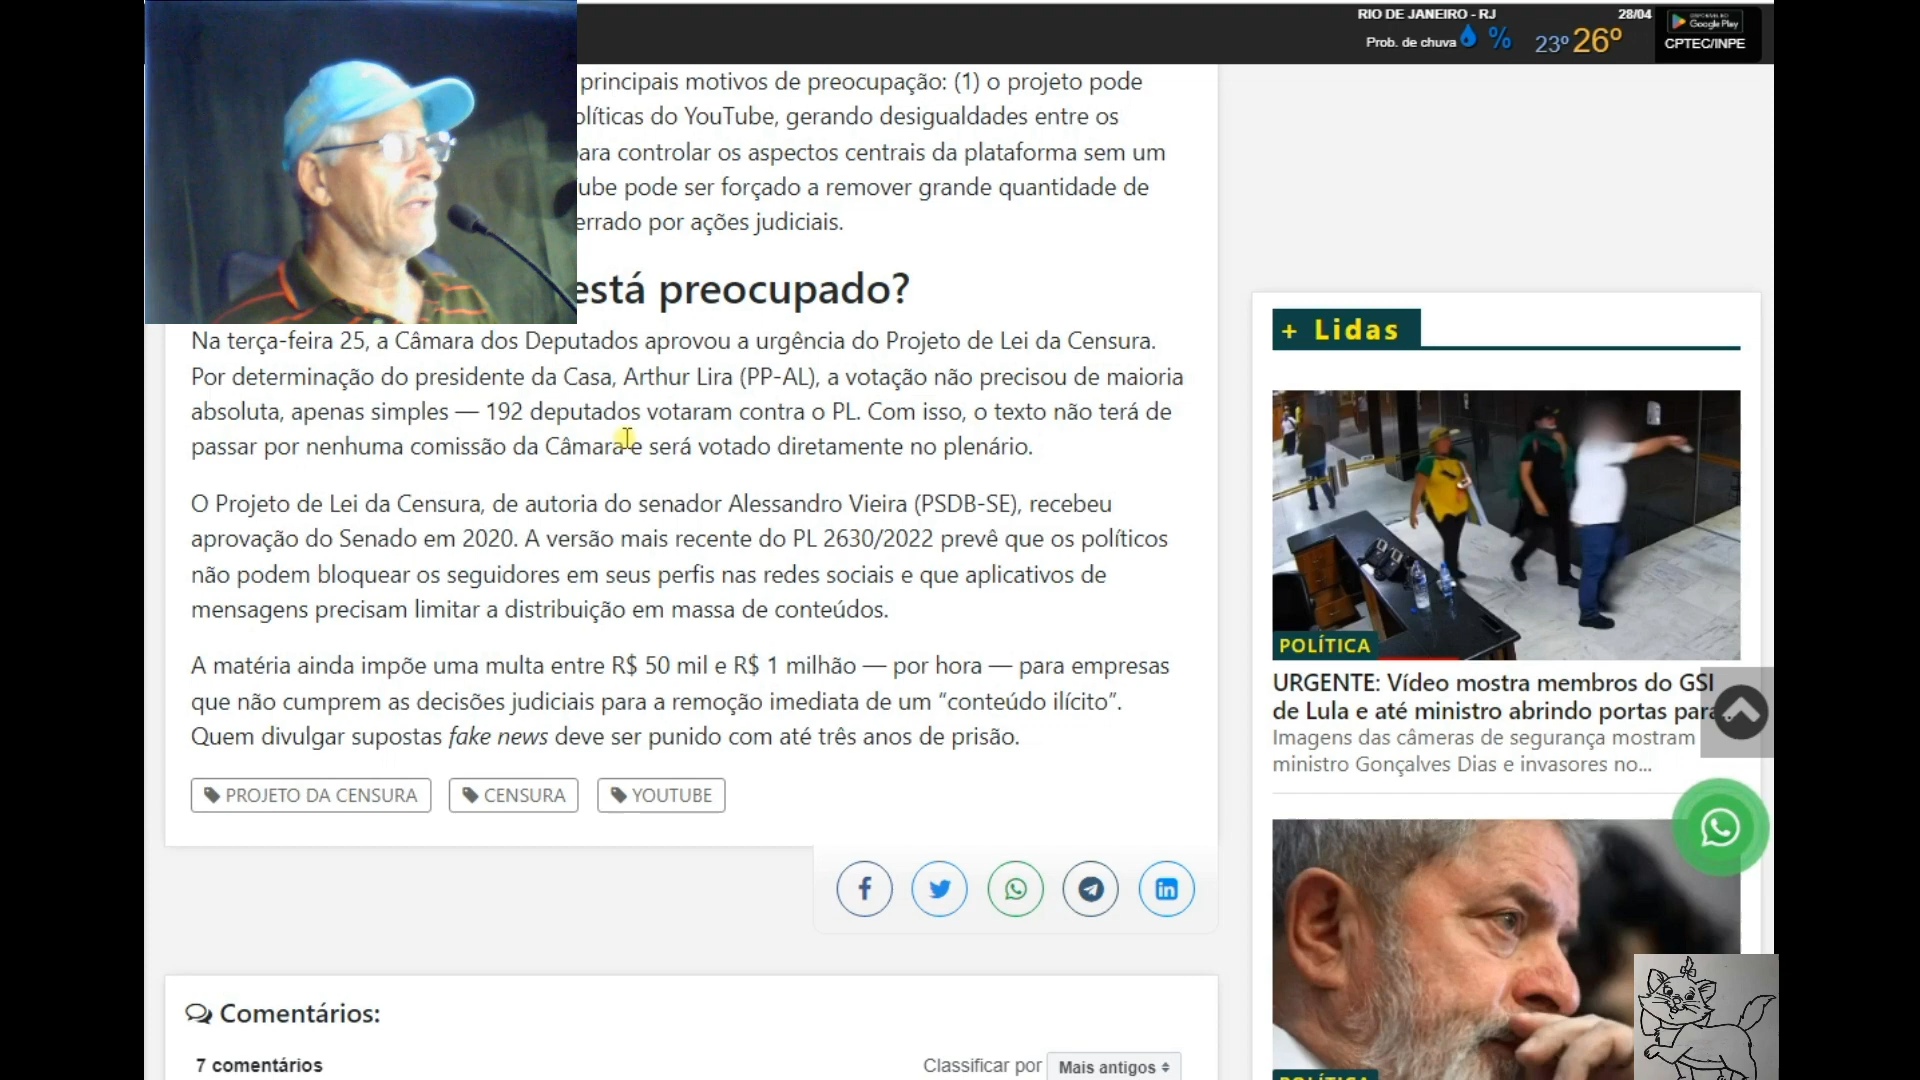 RIO DE JANEIRO - RJ
28/04
Prob. de chuva
%
23º 26º
Google Play
CPTEC/INPE
principais motivos de preocupação: (1) o projeto pode
olíticas do YouTube, gerando desigualdades entre os
ara controlar os aspectos centrais da plataforma sem um
ube pode ser forçado a remover grande quantidade de
errado por ações judiciais.
está preocupado?
Na terça-feira 25, a Câmara dos Deputados aprovou a urgência do Projeto de Lei da Censura.
Por determinação do presidente da Casa, Arthur Lira (PP-AL), a votação não precisou de maioria
absoluta, apenas simples — 192 deputados votaram contra o PL. Com isso, o texto não terá de
passar por nenhuma comissão da Câmara e será votado diretamente no plenário.
O Projeto de Lei da Censura, de autoria do senador Alessandro Vieira (PSDB-SE), recebeu
aprovação do Senado em 2020. A versão mais recente do PL 2630/2022 prevê que os políticos
não podem bloquear os seguidores em seus perfis nas redes sociais e que aplicativos de
mensagens precisam limitar a distribuição em massa de conteúdos.
A matéria ainda impõe uma multa entre R$ 50 mil e R$ 1 milhão — por hora — para empresas
que não cumprem as decisões judiciais para a remoção imediata de um “conteúdo ilícito”.
Quem divulgar supostas fake news deve ser punido com até três anos de prisão.
PROJETO DA CENSURA
CENSURA
YOUTUBE
Comentários:
7 comentários
Classificar por
Mais antigos
+ Lidas
POLÍTICA
URGENTE: Vídeo mostra membros do GSI
de Lula e até ministro abrindo portas para
Imagens das câmeras de segurança mostram
ministro Gonçalves Dias e invasores no...
POLÍTICA